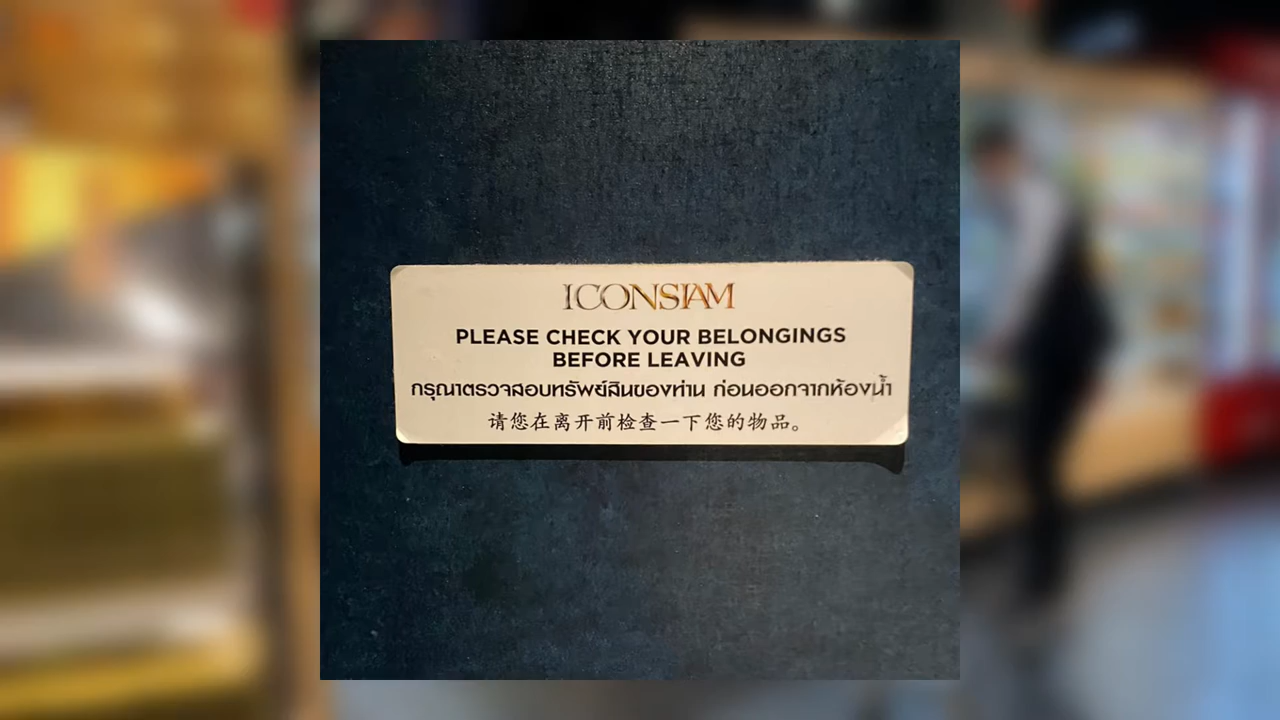 ICONSIAM
PLEASE CHECK YOUR BELONGINGS
BEFORE LEAVING
กรุณาตรวจสอบทรัพย์สินของท่าน ก่อนออกจากห้องน้ำ
请您在离开前检查一下您的物品。